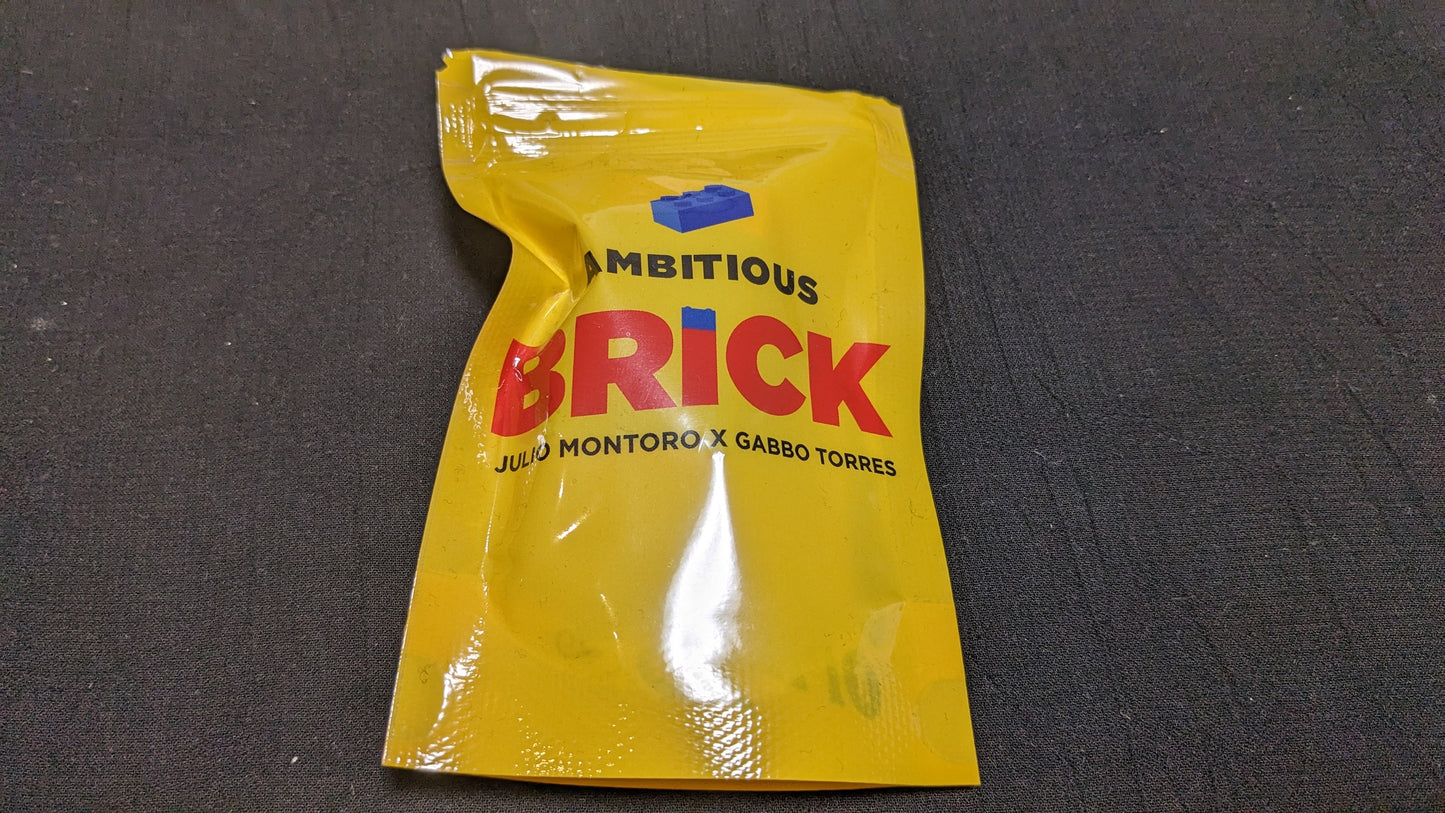 AMBITIOUS
BRICK
JULIO MONTORO X GABBO TORRES